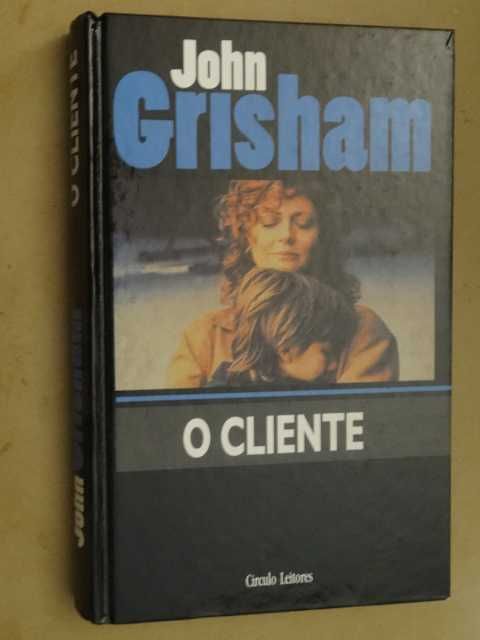 John
Grisham
O CLIENTE
Círculo Leitores
John Grisham
O CLIENTE